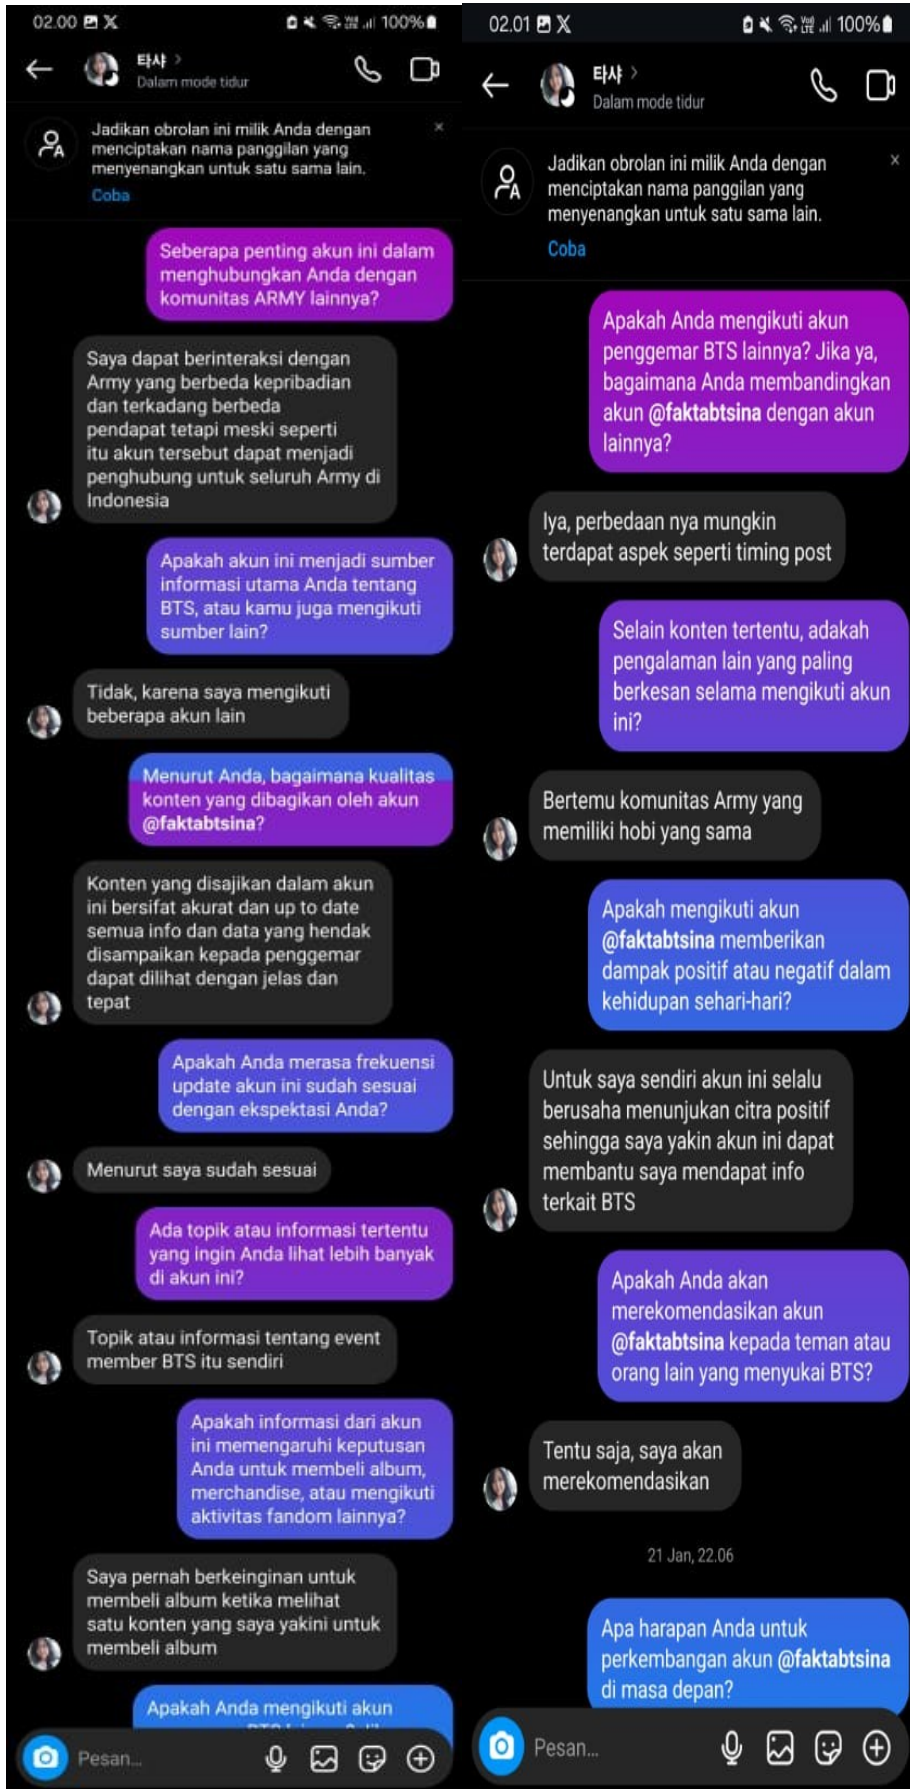 02.00
100%
타샤
Dalam mode tidur
Jadikan obrolan ini milik Anda dengan
menciptakan nama panggilan yang
menyenangkan untuk satu sama lain.
Coba
Seberapa penting akun ini dalam
menghubungkan Anda dengan
komunitas ARMY lainnya?
Saya dapat berinteraksi dengan
Army yang berbeda kepribadian
dan terkadang berbeda
pendapat tetapi meski seperti
itu akun tersebut dapat menjadi
penghubung untuk seluruh Army di
Indonesia
Apakah akun ini menjadi sumber
informasi utama Anda tentang
BTS, atau kamu juga mengikuti
sumber lain?
Tidak, karena saya mengikuti
beberapa akun lain
Menurut Anda, bagaimana kualitas
konten yang dibagikan oleh akun
@faktabtsina?
Konten yang disajikan dalam akun
ini bersifat akurat dan up to date
semua info dan data yang hendak
disampaikan kepada penggemar
dapat dilihat dengan jelas dan
tepat
Apakah Anda merasa frekuensi
update akun ini sudah sesuai
dengan ekspektasi Anda?
Menurut saya sudah sesuai
Ada topik atau informasi tertentu
yang ingin Anda lihat lebih banyak
di akun ini?
Topik atau informasi tentang event
member BTS itu sendiri
Apakah informasi dari akun
ini memengaruhi keputusan
Anda untuk membeli album,
merchandise, atau mengikuti
aktivitas fandom lainnya?
Saya pernah berkeinginan untuk
membeli album ketika melihat
satu konten yang saya yakini untuk
membeli album
Apakah Anda mengikuti akun
Pesan...
02.01
100%
타샤
Dalam mode tidur
Jadikan obrolan ini milik Anda dengan
menciptakan nama panggilan yang
menyenangkan untuk satu sama lain.
Coba
Apakah Anda mengikuti akun
penggemar BTS lainnya? Jika ya,
bagaimana Anda membandingkan
akun @faktabtsina dengan akun
lainnya?
Iya, perbedaan nya mungkin
terdapat aspek seperti timing post
Selain konten tertentu, adakah
pengalaman lain yang paling
berkesan selama mengikuti akun
ini?
Bertemu komunitas Army yang
memiliki hobi yang sama
Apakah mengikuti akun
@faktabtsina memberikan
dampak positif atau negatif dalam
kehidupan sehari-hari?
Untuk saya sendiri akun ini selalu
berusaha menunjukan citra positif
sehingga saya yakin akun ini dapat
membantu saya mendapat info
terkait BTS
Apakah Anda akan
merekomendasikan akun
@faktabtsina kepada teman atau
orang lain yang menyukai BTS?
Tentu saja, saya akan
merekomendasikan
21 Jan, 22.06
Apa harapan Anda untuk
perkembangan akun @faktabtsina
di masa depan?
Pesan...